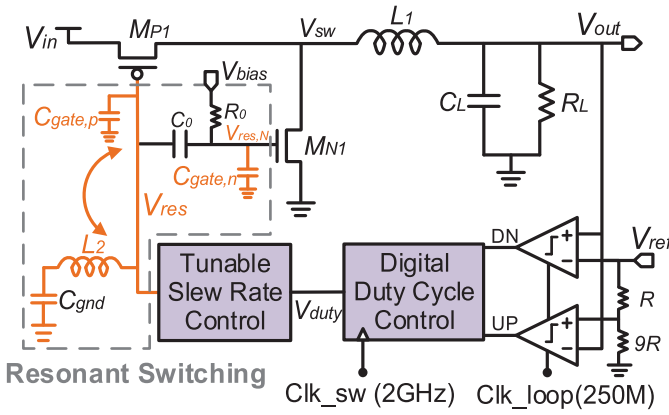 Vin
MP1
Vsw
L1
Vout
Vbias
Cgate,p
C0
R0
Vres,N
MN1
CL
RL
Cgate,n
Vres
L2
Cgnd
Tunable
Slew Rate
Control
Vduty
Digital
Duty Cycle
Control
DN
UP
+
-
+
-
Vref
R
9R
Resonant Switching
Clk_sw (2GHz)
Clk_loop(250M)